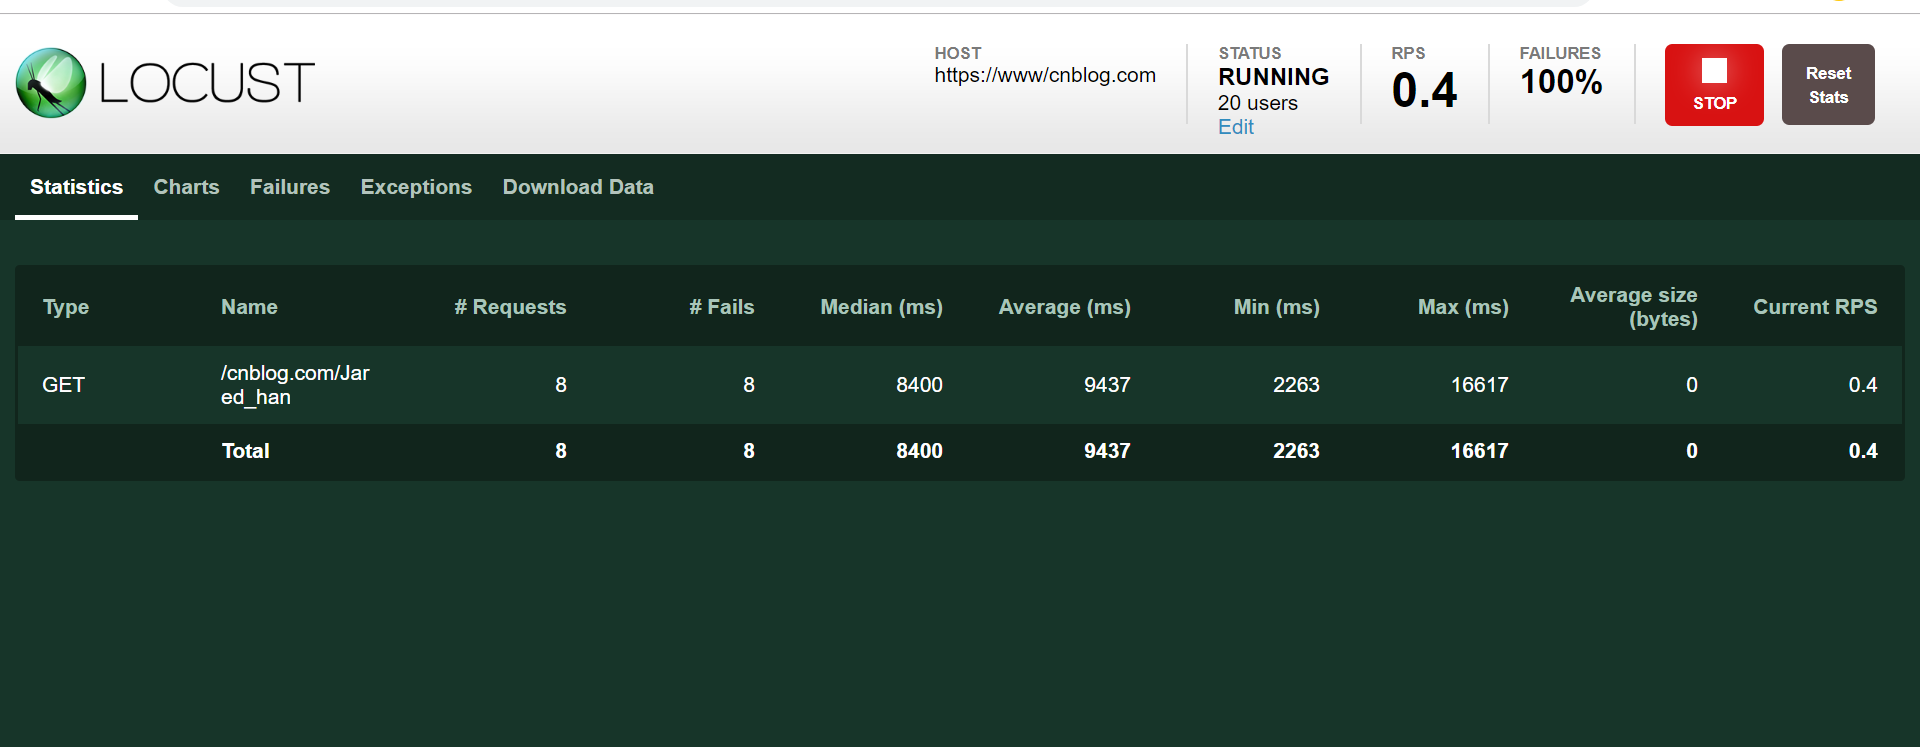 LOCUST
HOST
https://www/cnblog.com
STATUS
RUNNING
20 users
Edit
RPS
0.4
FAILURES
100%
STOP
Reset
Stats
Statistics Charts Failures Exceptions Download Data
Type Name # Requests # Fails Median (ms) Average (ms) Min (ms) Max (ms) Average size (bytes) Current RPS
GET /cnblog.com/Jar 8 8 8400 9437 2263 16617 0 0.4
ed_han
Total 8 8 8400 9437 2263 16617 0 0.4